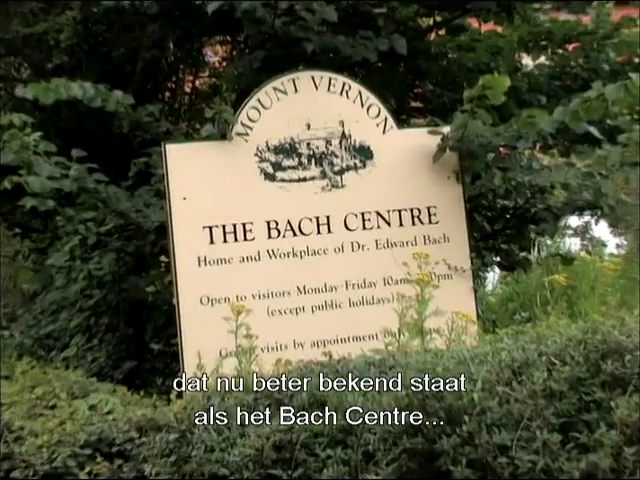 MOUNT VERNON
THE BACH CENTRE
Home and Workplace of Dr. Edward Bach
Open to visitors Monday-Friday 10am
(except public holidays)
visits by appointment
dat nu beter bekend staat
als het Bach Centre...